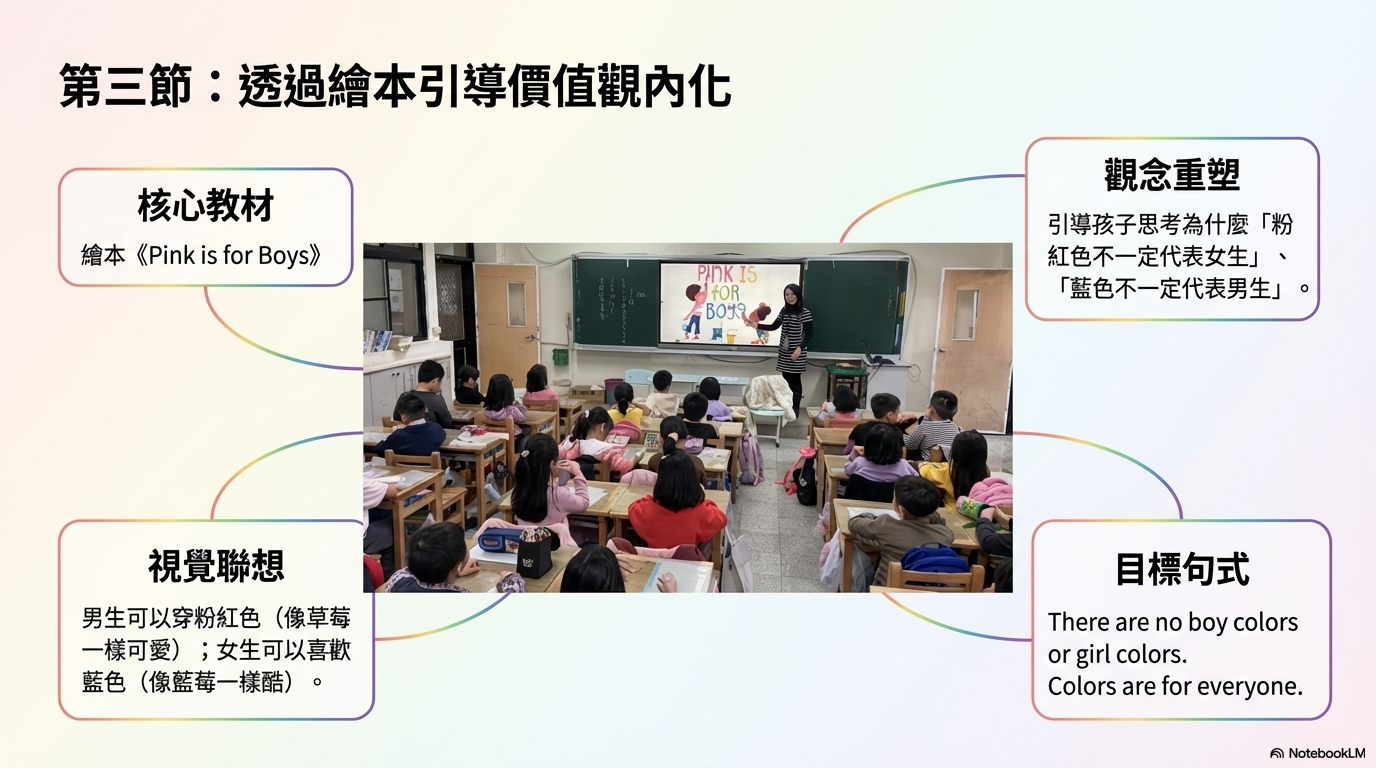 第三節：透過繪本引導價值觀內化
核心教材
繪本《Pink is for Boys》
觀念重塑
引導孩子思考為什麼「粉
紅色不一定代表女生」、
「藍色不一定代表男生」。
PINK IS
FOR
BOYS
視覺聯想
男生可以穿粉紅色（像草莓
一樣可愛）；女生可以喜歡
藍色（像藍莓一樣酷）。
目標句式
There are no boy colors
or girl colors.
Colors are for everyone.
NotebookLM